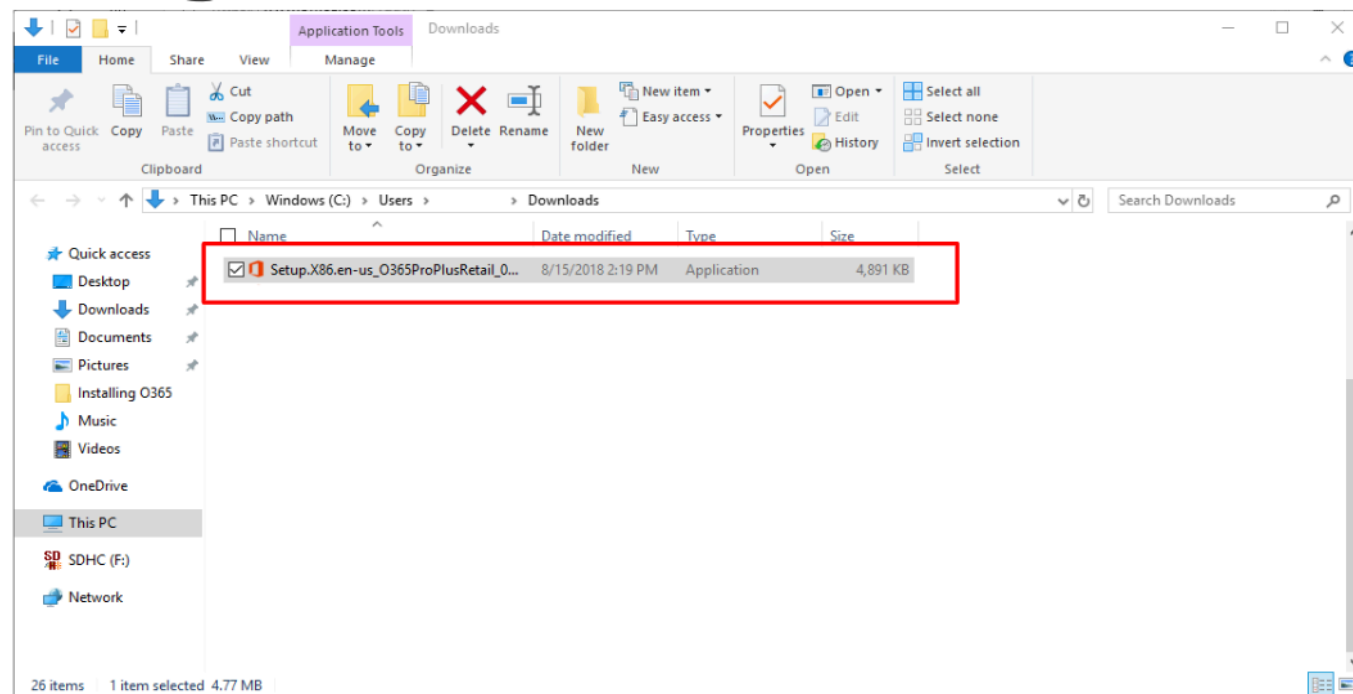 Application Tools Downloads
File Home Share View Manage
Pin to Quick access
Copy
Paste
Cut
Copy path
Paste shortcut
Clipboard
Move to
Copy to
Delete
Rename
Organize
New folder
New item
Easy access
New
Properties
Open
Edit
History
Open
Select all
Select none
Invert selection
Select
This PC > Windows (C:) > Users > > Downloads
Search Downloads
Name Date modified Type Size
Setup.X86.en-us_O365ProPlusRetail_0... 8/15/2018 2:19 PM Application 4,891 KB
Quick access
Desktop
Downloads
Documents
Pictures
Installing O365
Music
Videos
OneDrive
This PC
SD SDHC (F:)
Network
26 items 1 item selected 4.77 MB